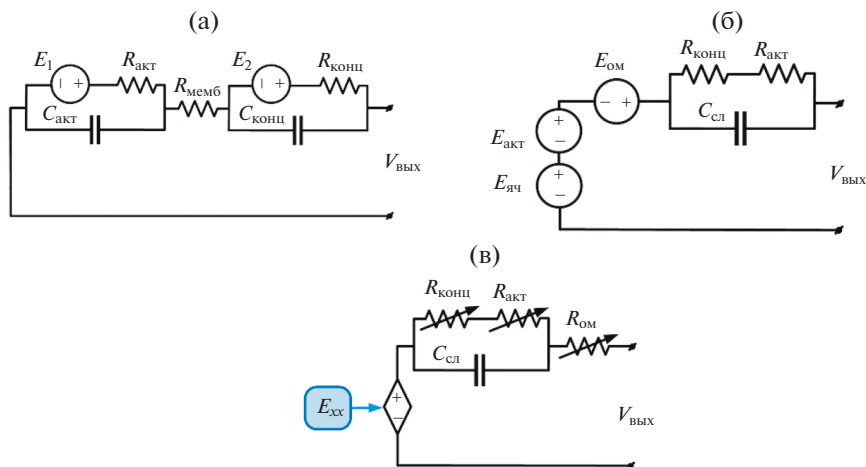 (а)
(б)
E1
Rакт
E2
Rконц
Rмемб
Cакт
Cконц
Vвых
Rконц
Rакт
Eом
Cсл
Eакт
Eяч
Vвых
(в)
Rконц
Rакт
Rом
Cсл
Exx
Vвых